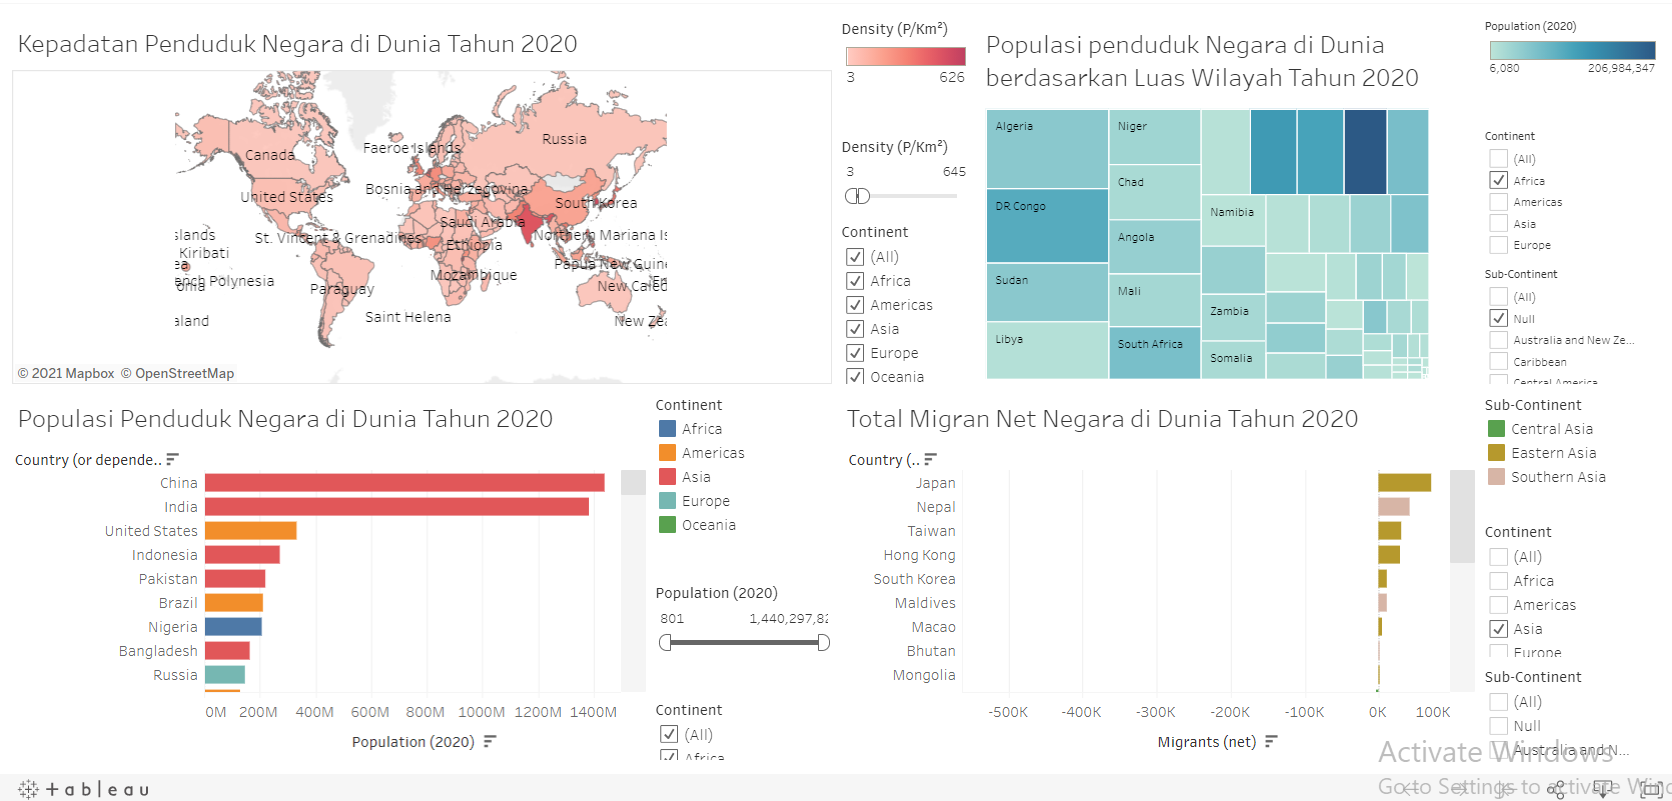 Kepadatan Penduduk Negara di Dunia Tahun 2020
Canada
United States
Faeroe Islands
Russia
Bosnia and Herzegovina
South Korea
Saudi Arabia
St. Vincent & Grenadines
Ethiopia
Northern Mariana Is
slands
Kiribati
ea
ench Polynesia
Mozambique
Papua New Guin
New Caled
Paraguay
Saint Helena
aland
New Zea
© 2021 Mapbox © OpenStreetMap
Density (P/Km²)
3 626
Density (P/Km²)
3 645
Continent
(All)
Africa
Americas
Asia
Europe
Oceania
Populasi penduduk Negara di Dunia
berdasarkan Luas Wilayah Tahun 2020
Algeria
DR Congo
Sudan
Libya
Niger
Chad
Angola
Mali
South Africa
Namibia
Zambia
Somalia
Population (2020)
6,080 206,984,347
Continent
(All)
Africa
Americas
Asia
Europe
Sub-Continent
(All)
Null
Australia and New Ze...
Caribbean
Central America
Populasi Penduduk Negara di Dunia Tahun 2020
Country (or depende..
China
India
United States
Indonesia
Pakistan
Brazil
Nigeria
Bangladesh
Russia
0M 200M 400M 600M 800M 1000M 1200M 1400M
Population (2020)
Continent
Africa
Americas
Asia
Europe
Oceania
Population (2020)
801 1,440,297,82
Continent
(All)
Africa
Total Migran Net Negara di Dunia Tahun 2020
Country (..
Japan
Nepal
Taiwan
Hong Kong
South Korea
Maldives
Macao
Bhutan
Mongolia
-500K -400K -300K -200K -100K 0K 100K
Migrants (net)
Sub-Continent
Central Asia
Eastern Asia
Southern Asia
Continent
(All)
Africa
Americas
Asia
Europe
Sub-Continent
(All)
Null
Australia and N...
Activate Windows
Go to Settings to activate Win
+ableau